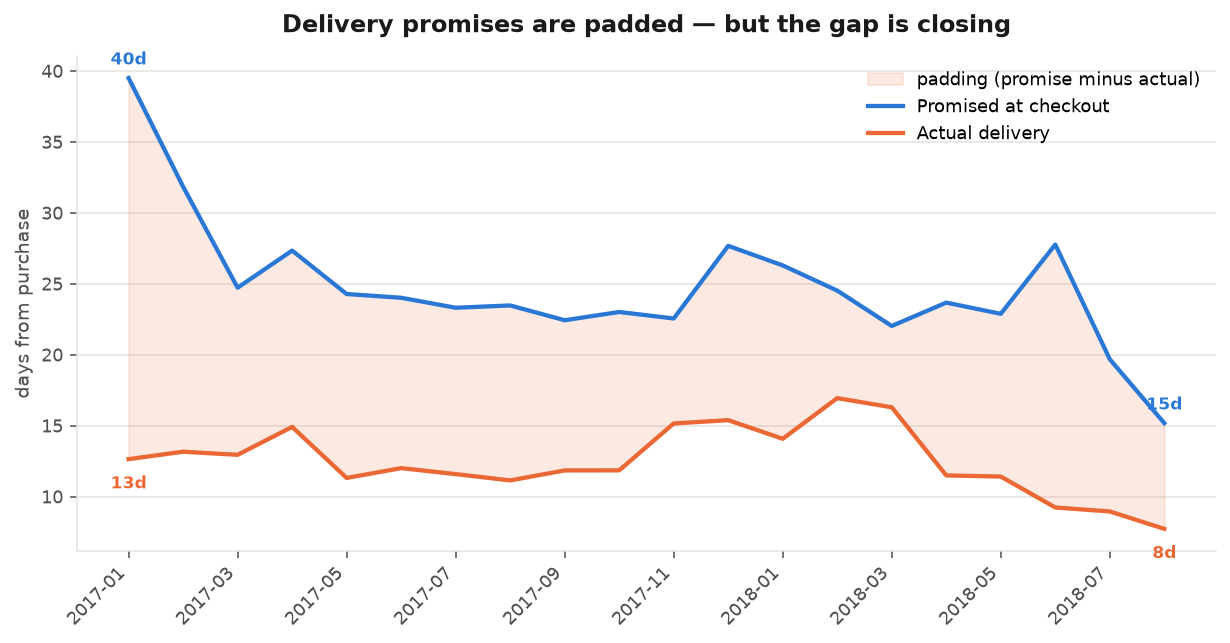 Delivery promises are padded — but the gap is closing
40d
padding (promise minus actual)
Promised at checkout
Actual delivery
days from purchase
40
35
30
25
20
15
10
13d
15d
8d
2017-01
2017-03
2017-05
2017-07
2017-09
2017-11
2018-01
2018-03
2018-05
2018-07